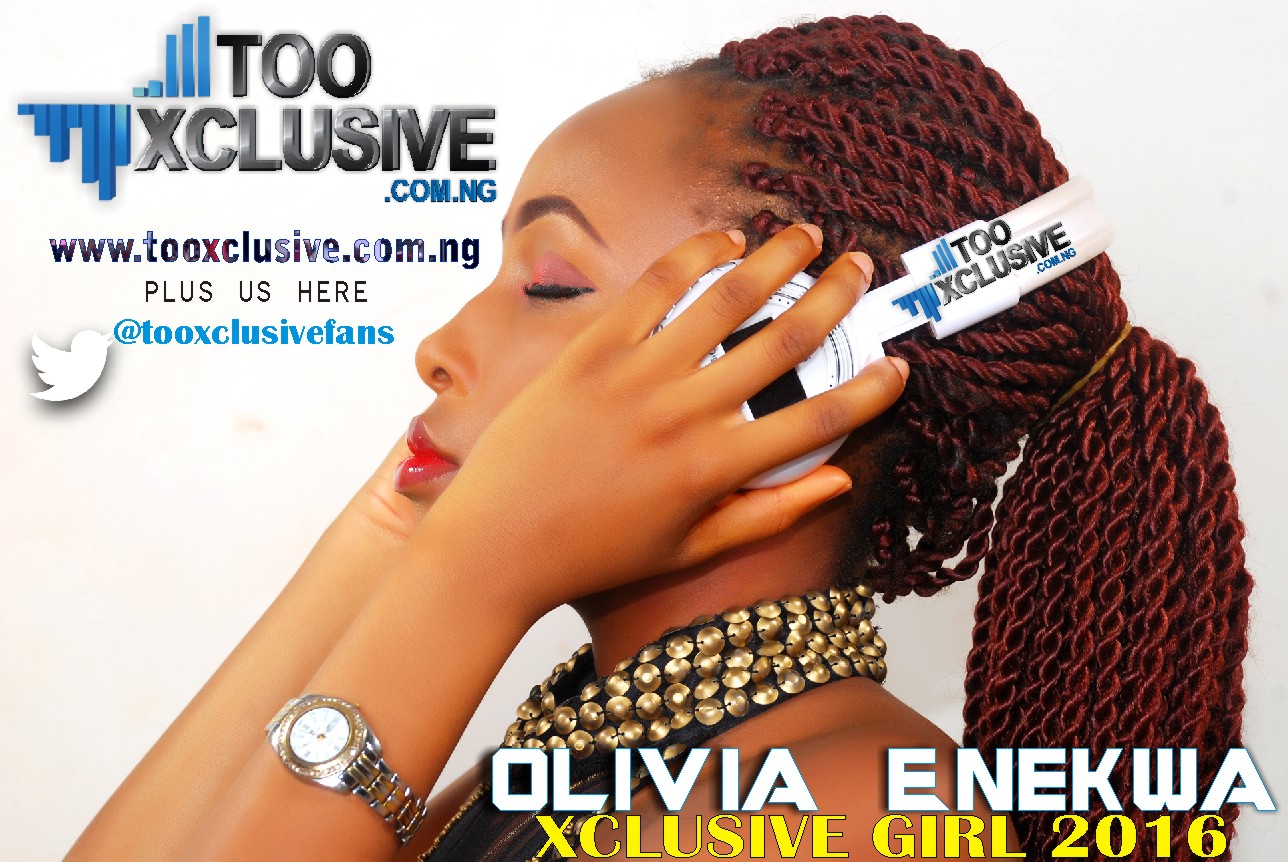 TOO
XCLUSIVE
.COM.NG
www.tooxclusive.com.ng
PLUS US HERE
@tooxclusivefans
TOO
XCLUSIVE
.COM.NG
OLIVIA ENEKWA
XCLUSIVE GIRL 2016